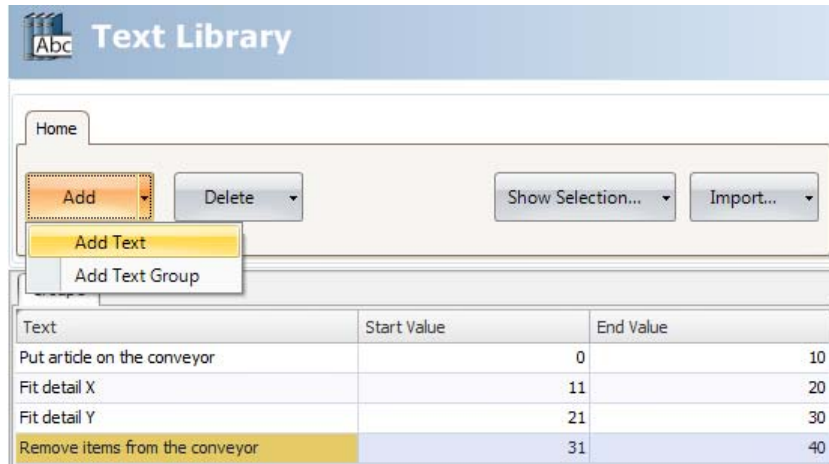 Abc Text Library
Home
Add Delete Show Selection... Import...
Add Text
Add Text Group
Text Start Value End Value
Put article on the conveyor 0 10
Fit detail X 11 20
Fit detail Y 21 30
Remove items from the conveyor 31 40